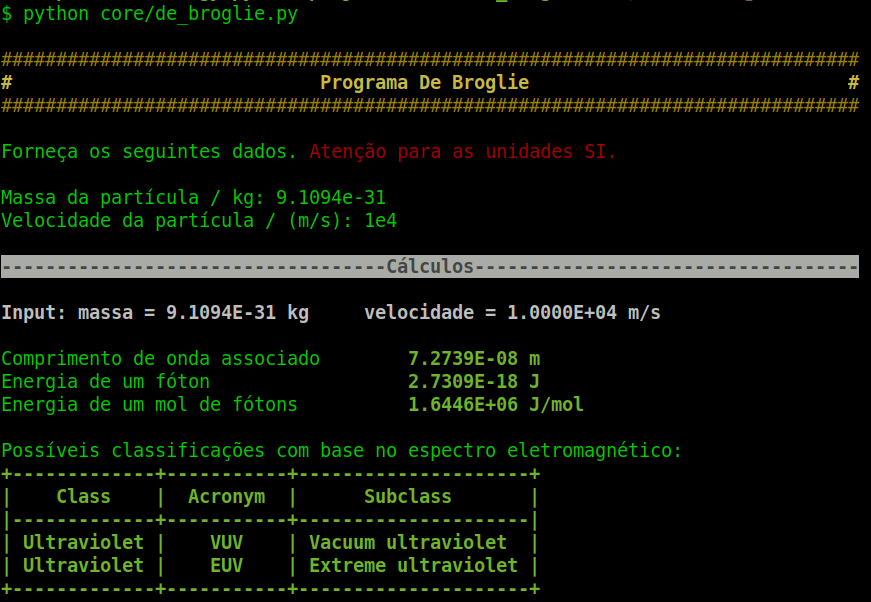 $ python core/de_broglie.py
##############################################################################
#                            Programa De Broglie                             #
##############################################################################
Forneça os seguintes dados. Atenção para as unidades SI.
Massa da partícula / kg: 9.1094e-31
Velocidade da partícula / (m/s): 1e4
-----------------------------------Cálculos-----------------------------------
Input: massa = 9.1094E-31 kg     velocidade = 1.0000E+04 m/s
Comprimento de onda associado        7.2739E-08 m
Energia de um fóton                  2.7309E-18 J
Energia de um mol de fótons          1.6446E+06 J/mol
Possíveis classificações com base no espectro eletromagnético:
+-------------+-----------+---------------------+
|    Class    |  Acronym  |      Subclass       |
|-------------+-----------+---------------------|
| Ultraviolet |    VUV    | Vacuum ultraviolet  |
| Ultraviolet |    EUV    | Extreme ultraviolet |
+-------------+-----------+---------------------+